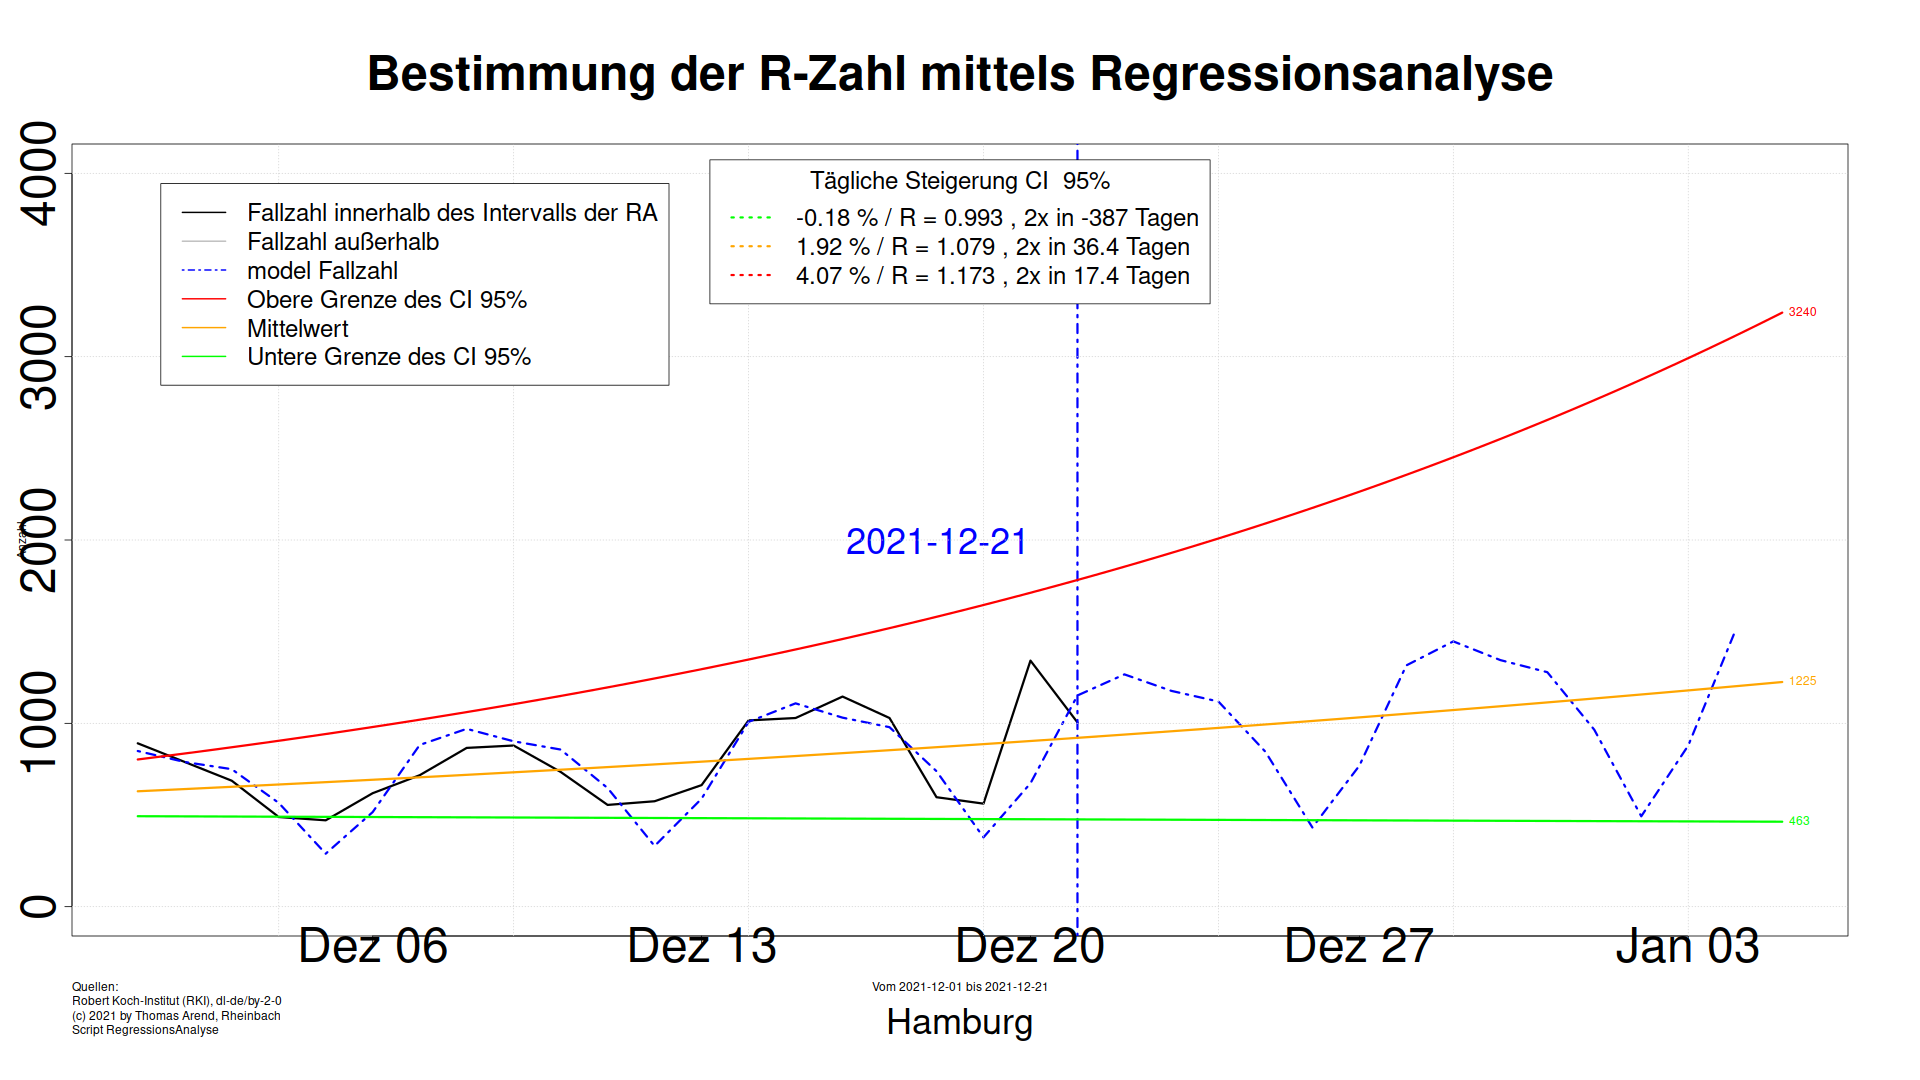 Bestimmung der R-Zahl mittels Regressionsanalyse
4000
3000
2000
1000
0
Anzahl
Fallzahl innerhalb des Intervalls der RA
Fallzahl außerhalb
model Fallzahl
Obere Grenze des CI 95%
Mittelwert
Untere Grenze des CI 95%
Tägliche Steigerung CI  95%
-0.18 % / R = 0.993 , 2x in -387 Tagen
1.92 % / R = 1.079 , 2x in 36.4 Tagen
4.07 % / R = 1.173 , 2x in 17.4 Tagen
3240
2021-12-21
1225
463
Dez 06
Dez 13
Dez 20
Dez 27
Jan 03
Quellen:
Robert Koch-Institut (RKI), dl-de/by-2-0
(c) 2021 by Thomas Arend, Rheinbach
Script RegressionsAnalyse
Vom 2021-12-01 bis 2021-12-21
Hamburg